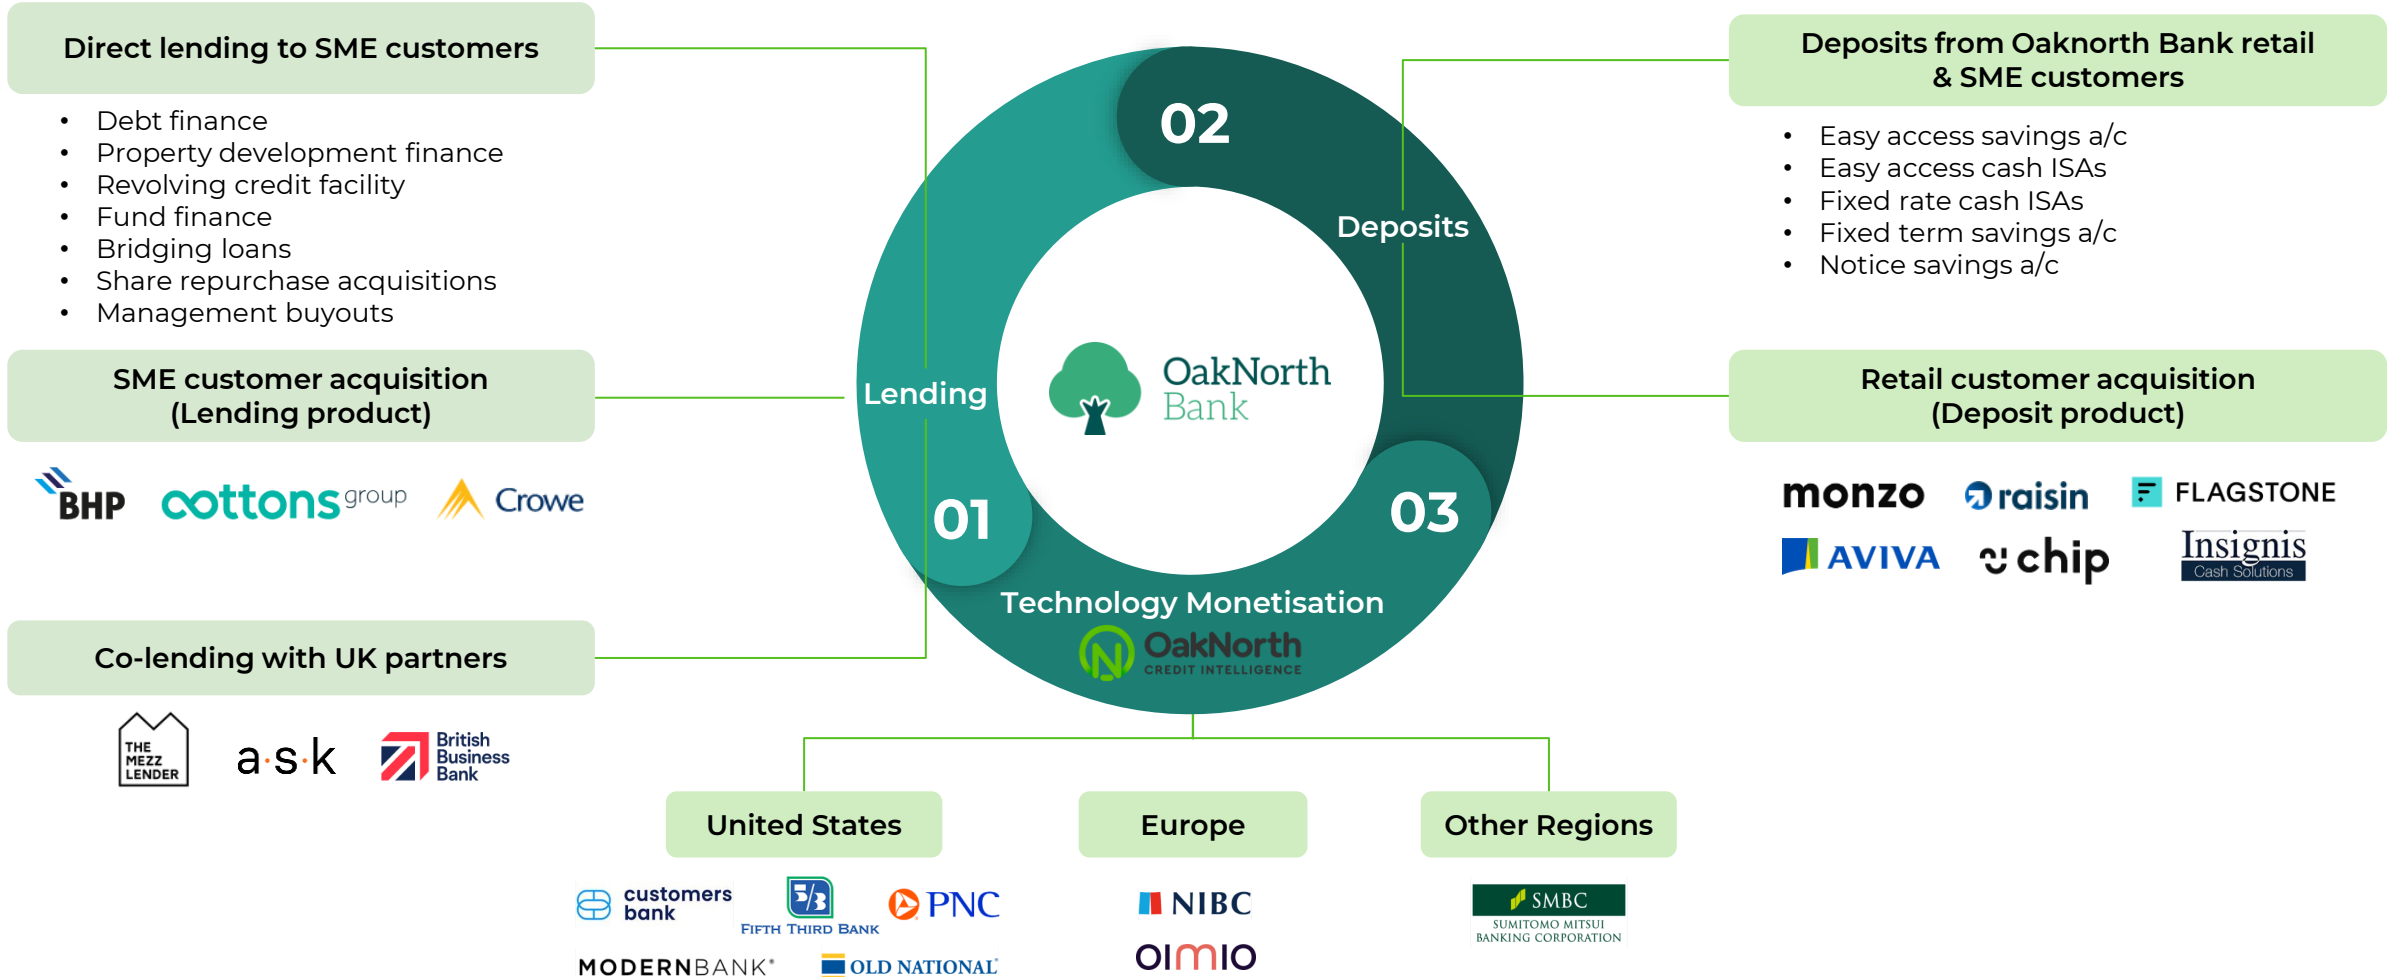 Direct lending to SME customers
• Debt finance
• Property development finance
• Revolving credit facility
• Fund finance
• Bridging loans
• Share repurchase acquisitions
• Management buyouts
SME customer acquisition
(Lending product)
BHP
cottons group
Crowe
Co-lending with UK partners
THE
MEZZ
LENDER
a·s·k
British
Business
Bank
02
Deposits
Lending
OakNorth
Bank
01
03
Technology Monetisation
OakNorth
CREDIT INTELLIGENCE
Deposits from Oaknorth Bank retail
& SME customers
• Easy access savings a/c
• Easy access cash ISAs
• Fixed rate cash ISAs
• Fixed term savings a/c
• Notice savings a/c
Retail customer acquisition
(Deposit product)
monzo
raisin
FLAGSTONE
AVIVA
chip
Insignis
Cash Solutions
United States
customers
bank
5/3
FIFTH THIRD BANK
PNC
MODERNBANK®
OLD NATIONAL
Europe
NIBC
OIMIO
Other Regions
SMBC
SUMITOMO MITSUI
BANKING CORPORATION